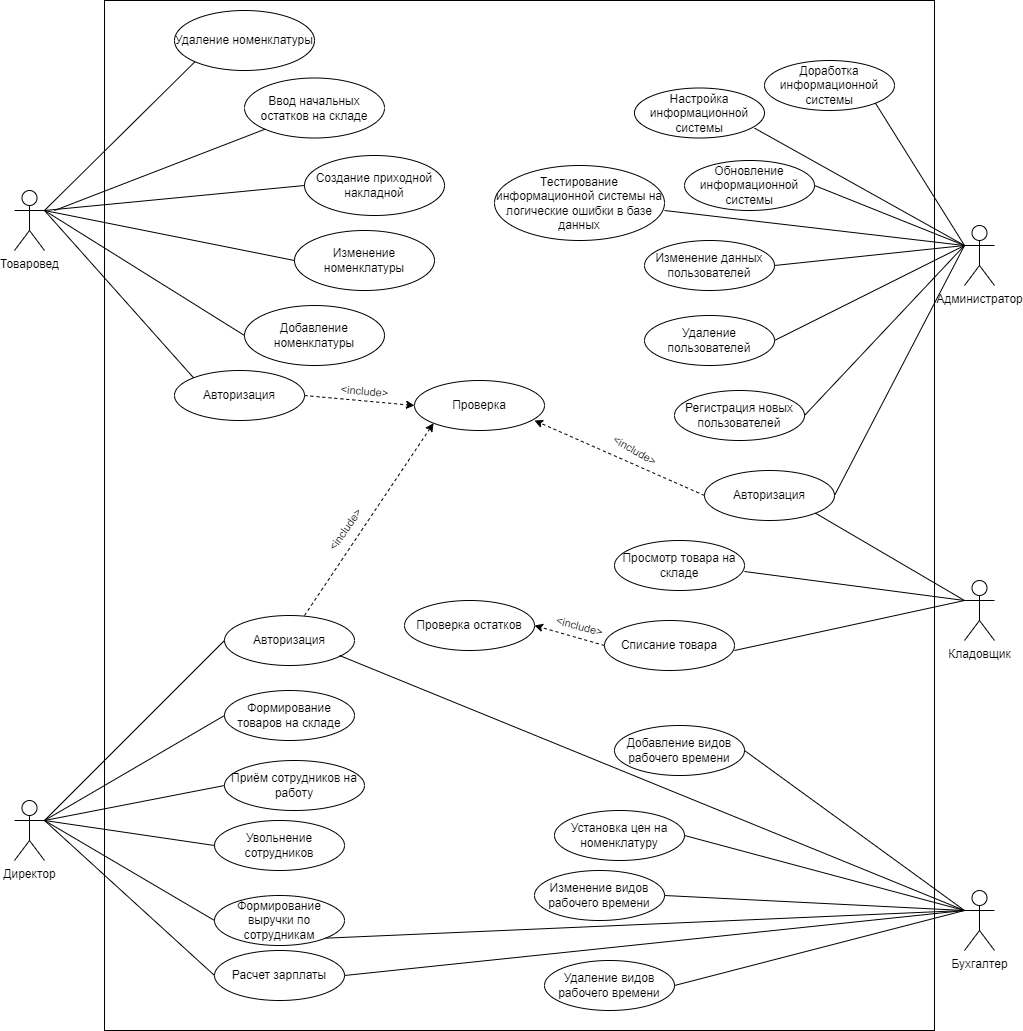 Удаление номенклатуры
Ввод начальных
остатков на складе
Создание приходной
накладной
Изменение
номенклатуры
Добавление
номенклатуры
Авторизация
Товаровед
<include>
Проверка
Доработка
информационной
системы
Настройка
информационной
системы
Обновление
информационной
системы
Тестирование
информационной системы на
логические ошибки в базе
данных
Изменение данных
пользователей
Удаление
пользователей
Регистрация новых
пользователей
Администратор
<include>
Авторизация
<include>
Просмотр товара на
складе
Проверка остатков
<include>
Списание товара
Кладовщик
Авторизация
Формирование
товаров на складе
Приём сотрудников на
работу
Увольнение
сотрудников
Формирование
выручки по
сотрудникам
Расчет зарплаты
Директор
Добавление видов
рабочего времени
Установка цен на
номенклатуру
Изменение видов
рабочего времени
Удаление видов
рабочего времени
Бухгалтер